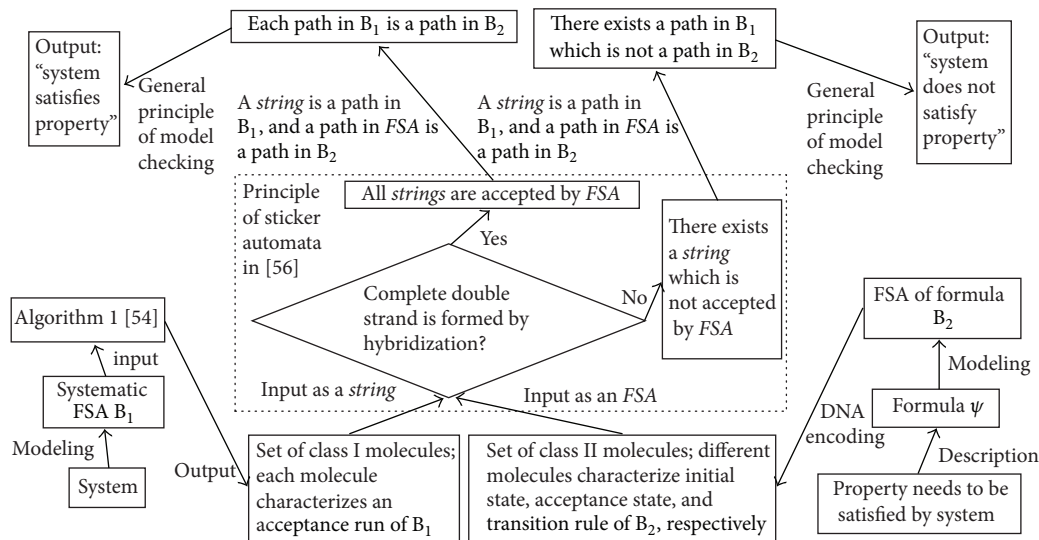 Each path in B₁ is a path in B₂
There exists a path in B₁
which is not a path in B₂
Output:
“system
satisfies
property”
General
principle
of model
checking
A string is a path in
B₁, and a path in FSA is
a path in B₂
A string is a path in
B₁, and a path in FSA is
a path in B₂
General
principle
of model
checking
Output:
“system
does not
satisfy
property”
Principle
of sticker
automata
in [56]
All strings are accepted by FSA
Yes
There exists
a string
which is
not accepted
by FSA
Complete double
strand is formed by
hybridization?
No
Input as a string
Input as an FSA
Algorithm 1 [54]
input
Systematic
FSA B₁
Modeling
System
Output
Set of class I molecules;
each molecule
characterizes an
acceptance run of B₁
Set of class II molecules; different
molecules characterize initial
state, acceptance state, and
transition rule of B₂, respectively
FSA of formula
B₂
Modeling
Formula ψ
DNA
encoding
Description
Property needs to be
satisfied by system